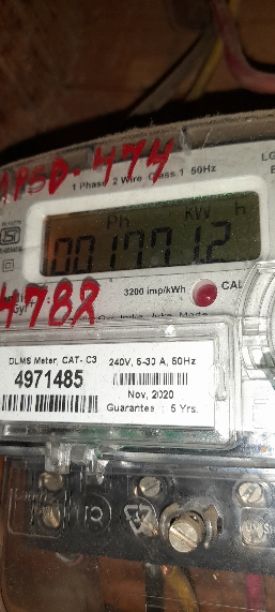 APSD-474
1 Phase 2 Wire Class.1 50Hz
Ph KW h
3200 imp/kWh CAL
4788
DLMS Meter, CAT- C3 240V, 5-30 A, 50Hz
4971485
Nov, 2020
Guarantee : 5 Yrs.